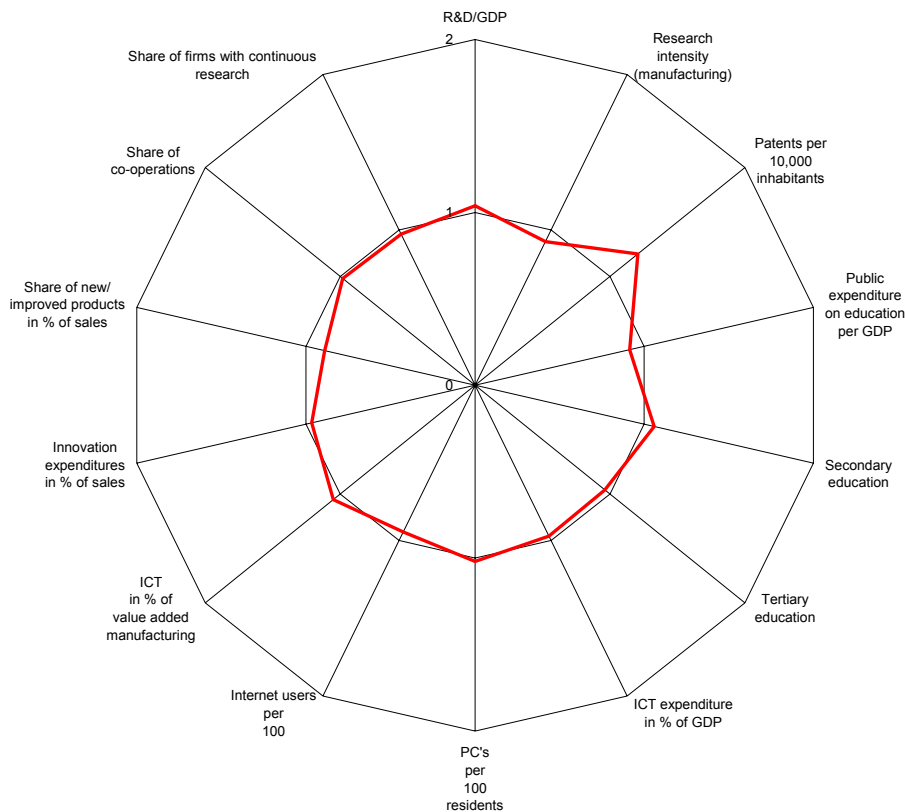 R&D/GDP
2
Research
intensity
(manufacturing)
Share of firms with continuous
research
Patents per
10,000
inhabitants
Share of
co-operations
1
Public
expenditure
on education
per GDP
Share of new/
improved products
in % of sales
0
Innovation
expenditures
in % of sales
Secondary
education
ICT
in % of
value added
manufacturing
Tertiary
education
Internet users
per
100
ICT expenditure
in % of GDP
PC's
per
100
residents